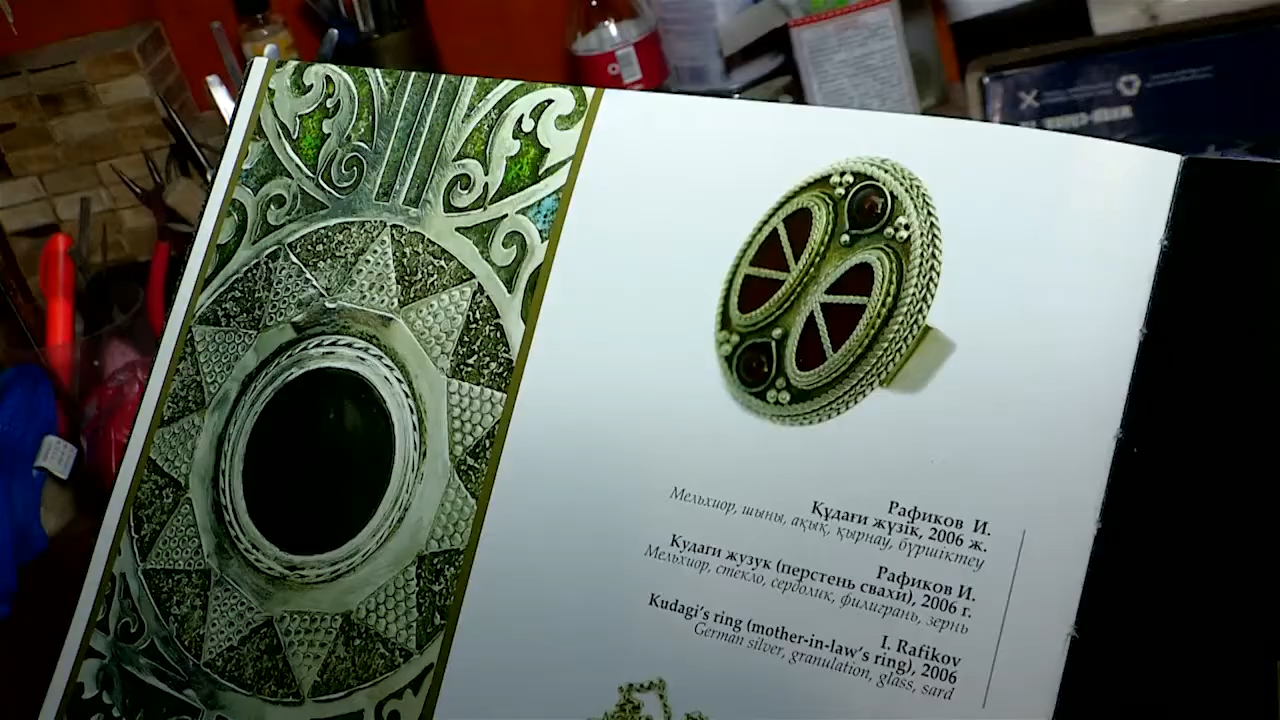 Рафиков И.
Құдағи жүзік, 2006 ж.
Мельхиор, шыны, ақық, қырнау, бүршіктеу
Рафиков И.
Кудаги жузук (перстень свахи), 2006 г.
Мельхиор, стекло, сердолик, филигрань, зернь
I. Rafikov
Kudagi's ring (mother-in-law's ring), 2006
German silver, granulation, glass, sard